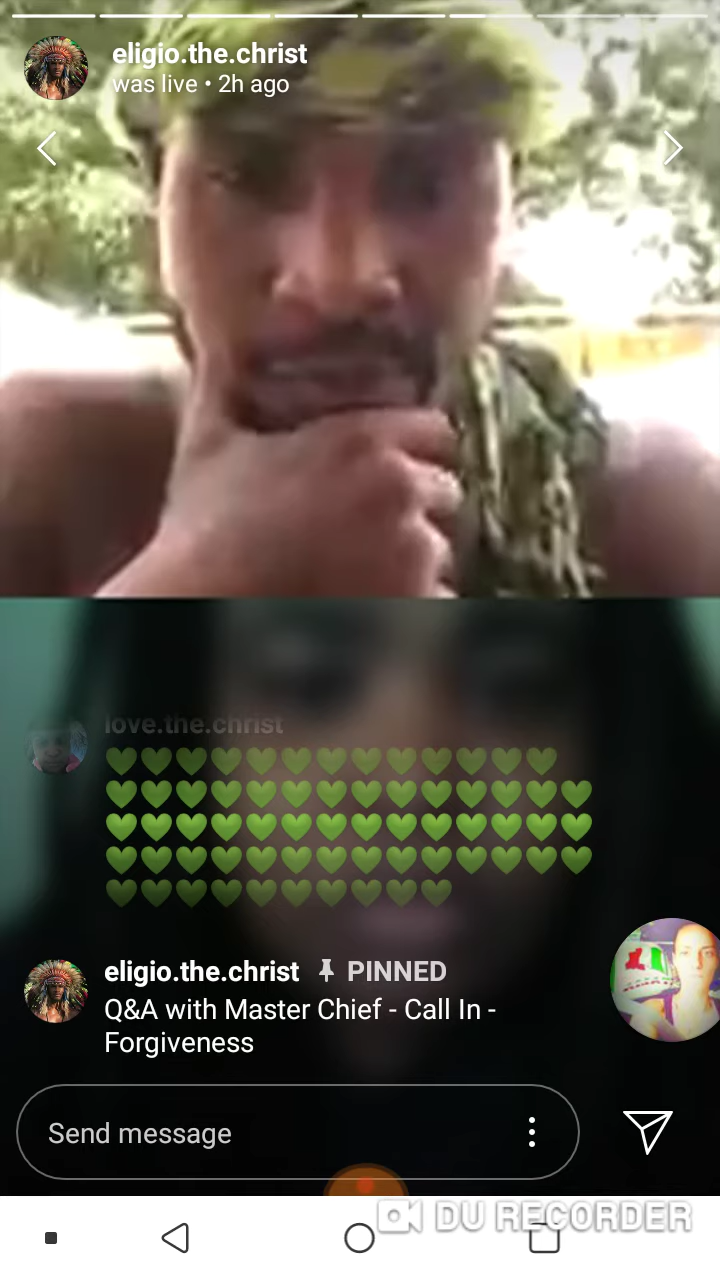 eligio.the.christ
was live • 2h ago
love.the.christ
💚💚💚💚💚💚💚💚💚💚💚💚💚
💚💚💚💚💚💚💚💚💚💚💚💚💚💚
💚💚💚💚💚💚💚💚💚💚💚💚💚💚
💚💚💚💚💚💚💚💚💚💚💚💚💚💚
💚💚💚💚💚💚💚💚💚💚
eligio.the.christ 📌 PINNED
Q&A with Master Chief - Call In -
Forgiveness
Send message
DU RECORDER